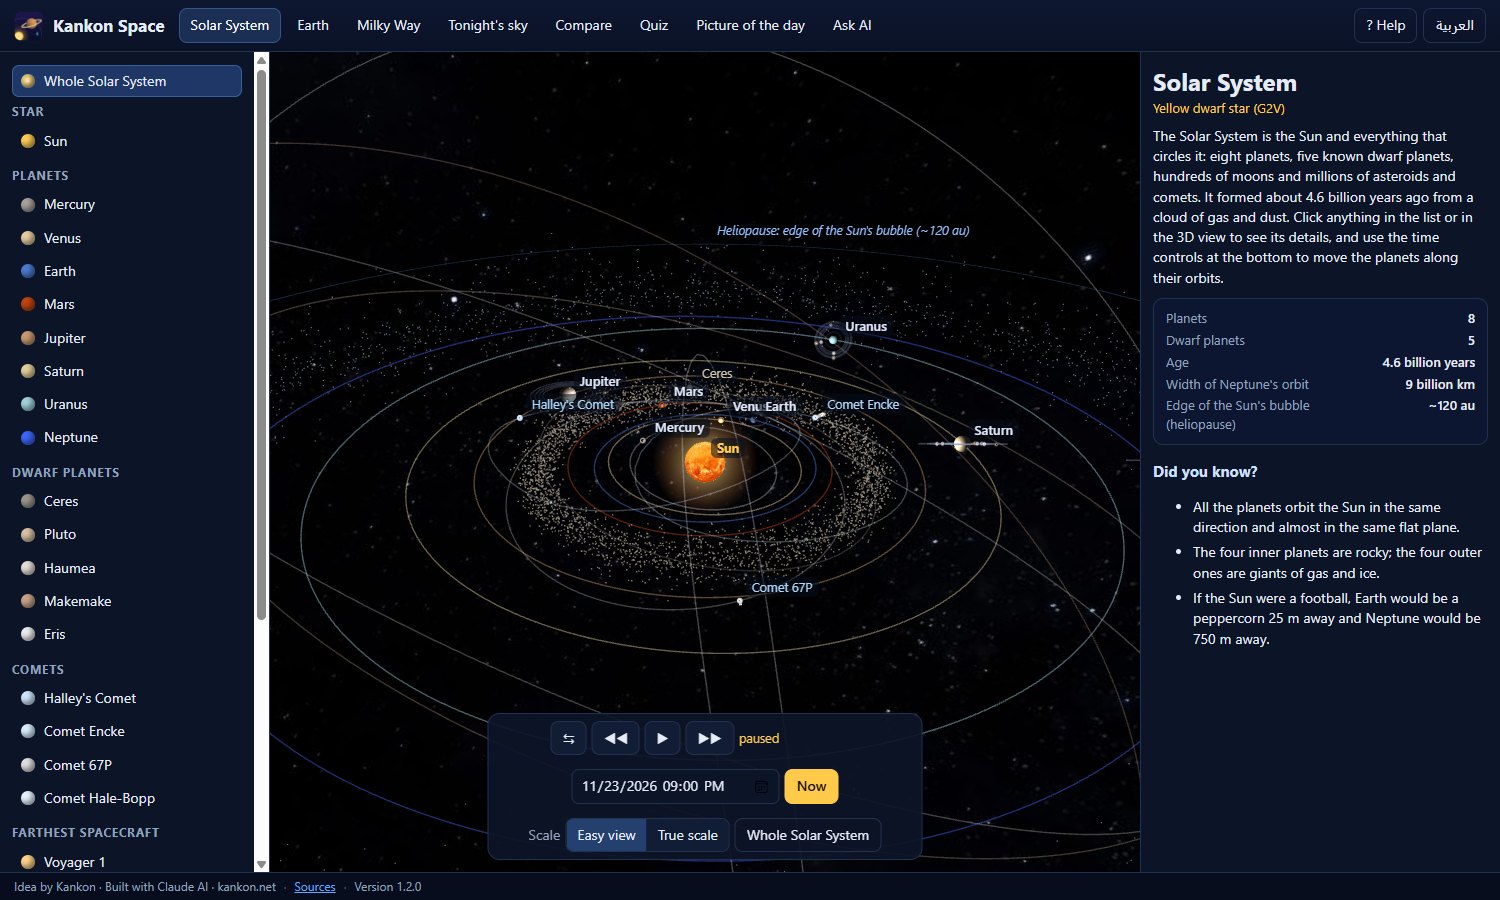 Kankon Space
Solar System
Earth
Milky Way
Tonight's sky
Compare
Quiz
Picture of the day
Ask AI
? Help
العربية
Whole Solar System
STAR
Sun
PLANETS
Mercury
Venus
Earth
Mars
Jupiter
Saturn
Uranus
Neptune
DWARF PLANETS
Ceres
Pluto
Haumea
Makemake
Eris
COMETS
Halley's Comet
Comet Encke
Comet 67P
Comet Hale-Bopp
FARTHEST SPACECRAFT
Voyager 1
Heliopause: edge of the Sun's bubble (~120 au)
Uranus
Ceres
Jupiter
Mars
Halley's Comet
Venu
Earth
Comet Encke
Mercury
Saturn
Sun
Comet 67P
paused
11/23/2026 09:00 PM
Now
Scale
Easy view
True scale
Whole Solar System
Solar System
Yellow dwarf star (G2V)
The Solar System is the Sun and everything that
circles it: eight planets, five known dwarf planets,
hundreds of moons and millions of asteroids and
comets. It formed about 4.6 billion years ago from a
cloud of gas and dust. Click anything in the list or in
the 3D view to see its details, and use the time
controls at the bottom to move the planets along
their orbits.
Planets 8
Dwarf planets 5
Age 4.6 billion years
Width of Neptune's orbit 9 billion km
Edge of the Sun's bubble ~120 au
(heliopause)
Did you know?
• All the planets orbit the Sun in the same
direction and almost in the same flat plane.
• The four inner planets are rocky; the four outer
ones are giants of gas and ice.
• If the Sun were a football, Earth would be a
peppercorn 25 m away and Neptune would be
750 m away.
Idea by Kankon · Built with Claude AI · kankon.net · Sources · Version 1.2.0